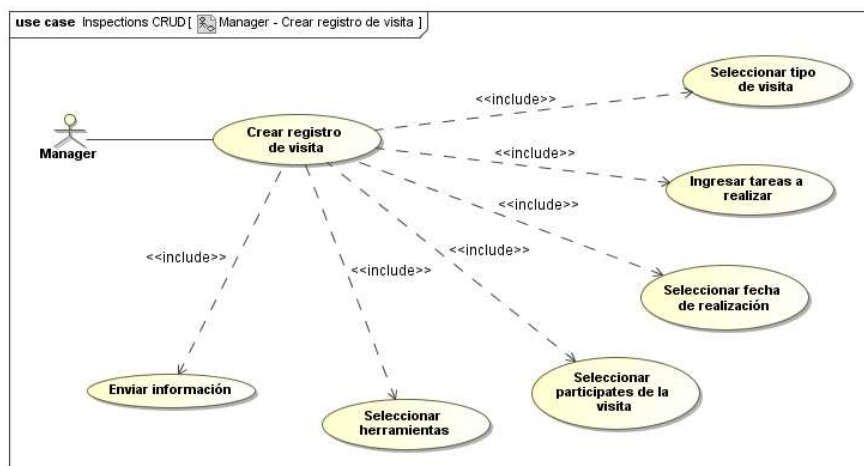 use case Inspections CRUD[ Manager - Crear registro de visita ]
Seleccionar tipo
de visita
<<include>>
Crear registro
de visita
Manager
<<include>>
Ingresar tareas a
realizar
<<include>>
<<include>>
<<include>>
<<include>>
Seleccionar fecha
de realización
Enviar información
Seleccionar
herramientas
Seleccionar
participates de la
visita